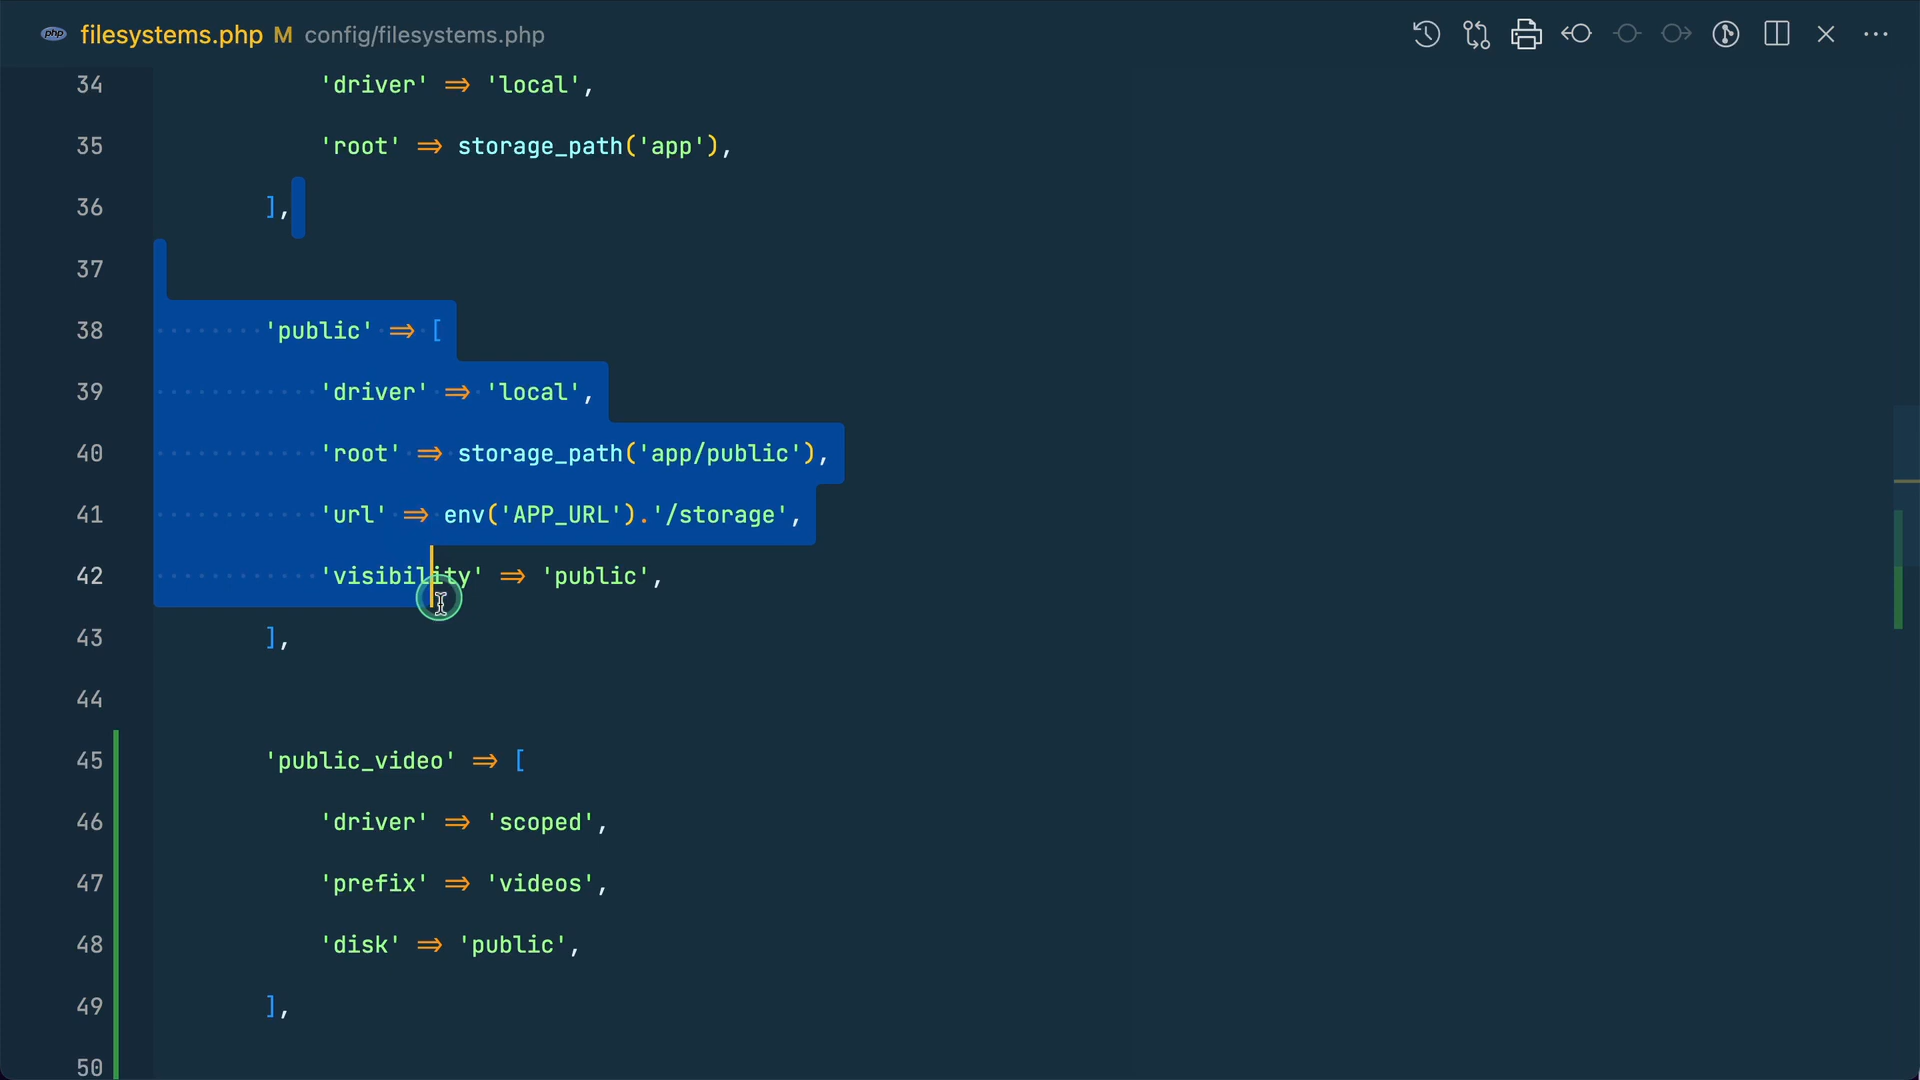 php filesystems.php M config/filesystems.php
34 'driver' => 'local',
35 'root' => storage_path('app'),
36 ],
37
38 'public' => [
39 'driver' => 'local',
40 'root' => storage_path('app/public'),
41 'url' => env('APP_URL').'/storage',
42 'visibility' => 'public',
43 ],
44
45 'public_video' => [
46 'driver' => 'scoped',
47 'prefix' => 'videos',
48 'disk' => 'public',
49 ],
50